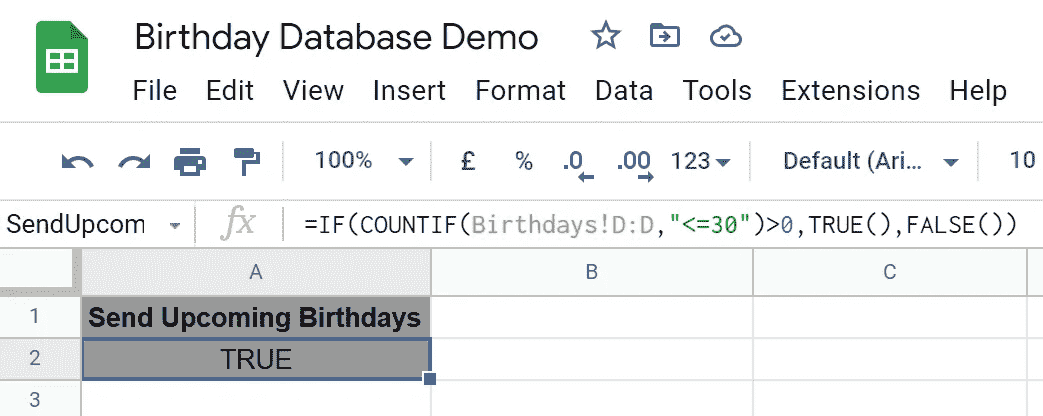 Birthday Database Demo
File Edit View Insert Format Data Tools Extensions Help
100% £ % .0 .00 123 Default (Ari... 10
SendUpcom fx =IF(COUNTIF(Birthdays!D:D,"<=30")>0,TRUE(),FALSE())
A B C
1 Send Upcoming Birthdays
2 TRUE
3